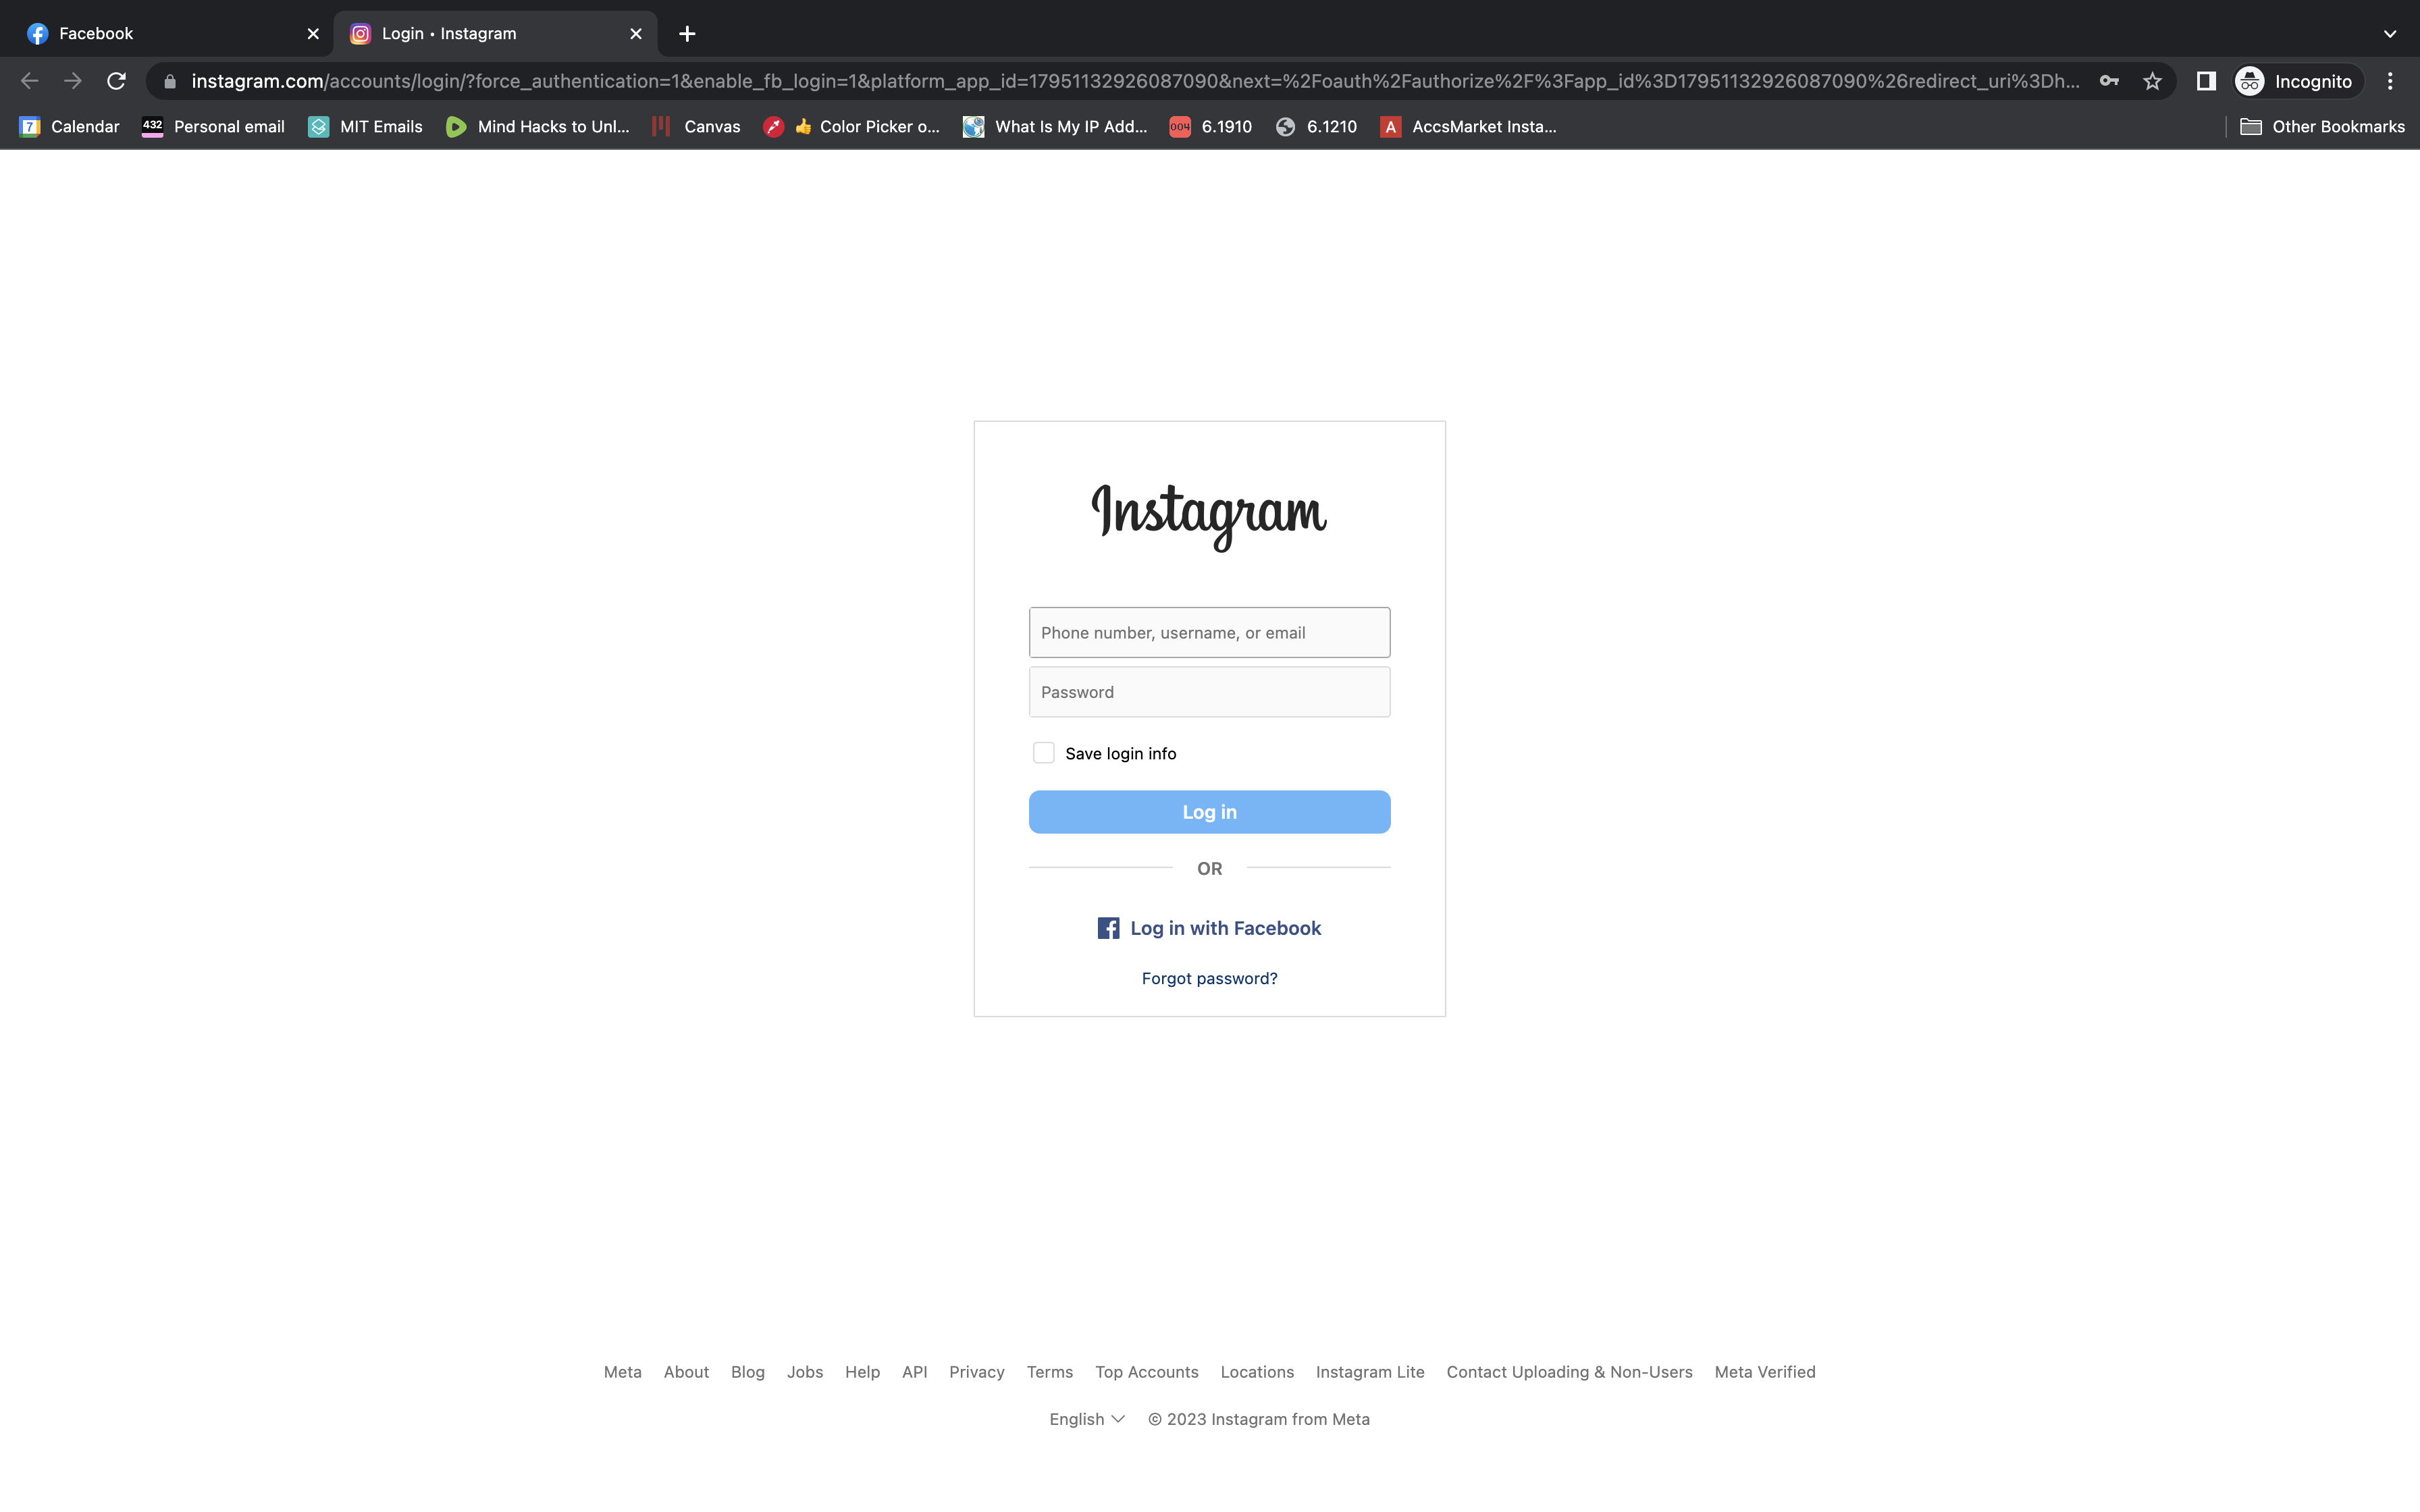 Facebook
Login • Instagram
instagram.com/accounts/login/?force_authentication=1&enable_fb_login=1&platform_app_id=17951132926087090&next=%2Foauth%2Fauthorize%2F%3Fapp_id%3D17951132926087090%26redirect_uri%3Dh...
Incognito
7 Calendar
432 Personal email
MIT Emails
Mind Hacks to Unl...
Canvas
👍 Color Picker o...
What Is My IP Add...
004 6.1910
6.1210
A AccsMarket Insta...
Other Bookmarks
Instagram
Phone number, username, or email
Password
Save login info
Log in
OR
Log in with Facebook
Forgot password?
Meta About Blog Jobs Help API Privacy Terms Top Accounts Locations Instagram Lite Contact Uploading & Non-Users Meta Verified
English © 2023 Instagram from Meta